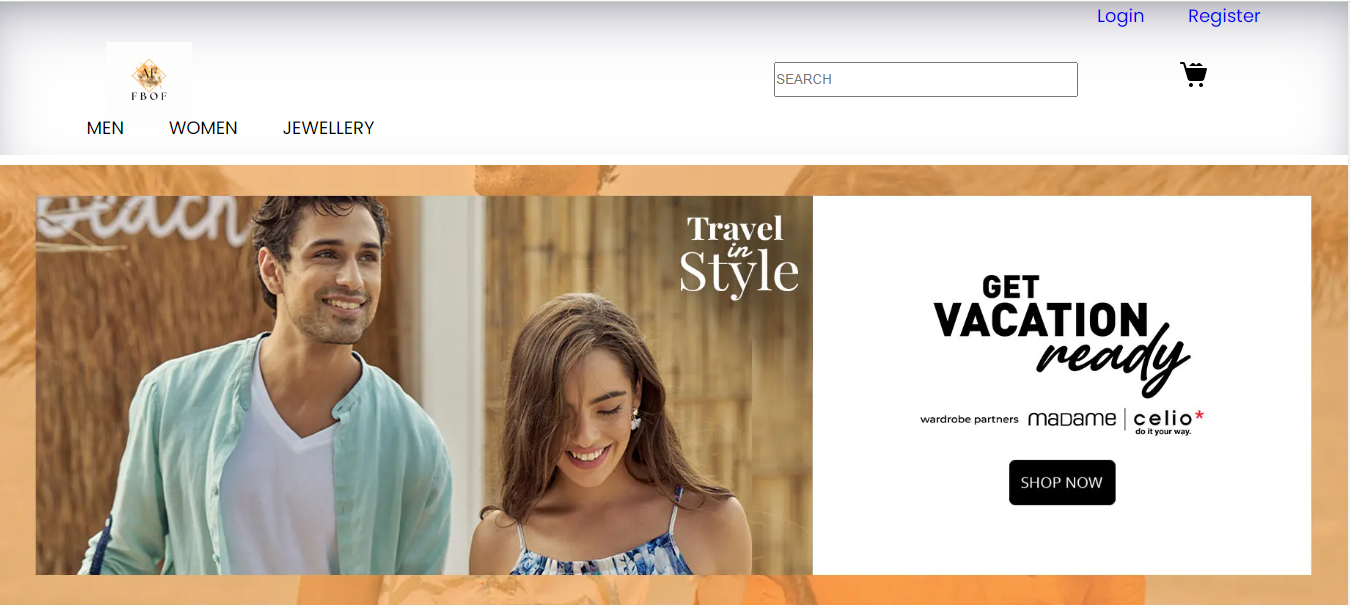 Login Register
AF
FBOF
SEARCH
MEN WOMEN JEWELLERY
Beach
Travel
in
Style
GET
VACATION
ready
wardrobe partners MADAME | celio*
do it your way.
SHOP NOW